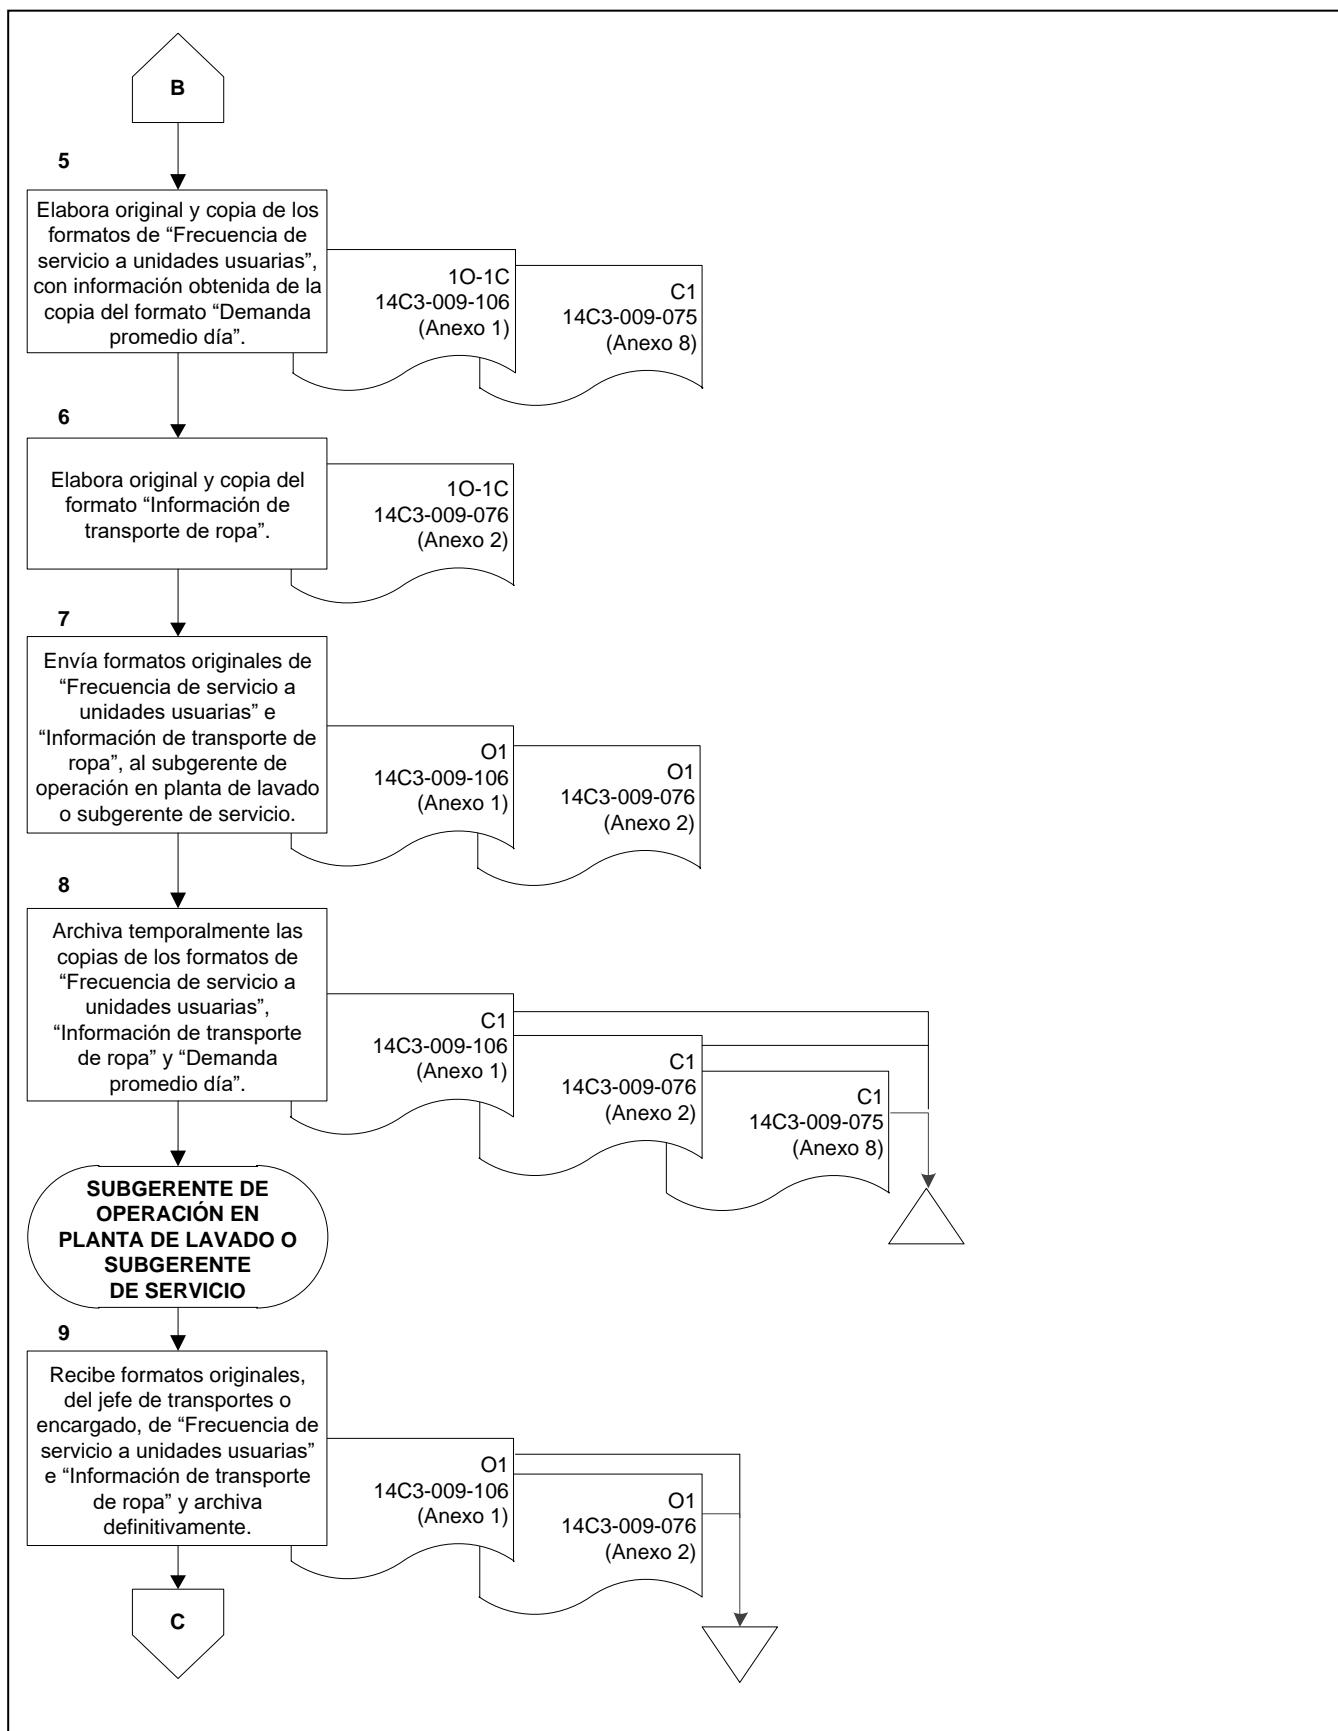 B
5
Elabora original y copia de los
formatos de “Frecuencia de
servicio a unidades usuarias”,
con información obtenida de la
copia del formato “Demanda
promedio día”.
1O-1C
14C3-009-106
(Anexo 1)
C1
14C3-009-075
(Anexo 8)
6
Elabora original y copia del
formato “Información de
transporte de ropa”.
1O-1C
14C3-009-076
(Anexo 2)
7
Envía formatos originales de
“Frecuencia de servicio a
unidades usuarias” e
“Información de transporte de
ropa”, al subgerente de
operación en planta de lavado
o subgerente de servicio.
O1
14C3-009-106
(Anexo 1)
O1
14C3-009-076
(Anexo 2)
8
Archiva temporalmente las
copias de los formatos de
“Frecuencia de servicio a
unidades usuarias”,
“Información de transporte
de ropa” y “Demanda
promedio día”.
C1
14C3-009-106
(Anexo 1)
C1
14C3-009-076
(Anexo 2)
C1
14C3-009-075
(Anexo 8)
SUBGERENTE DE
OPERACIÓN EN
PLANTA DE LAVADO O
SUBGERENTE
DE SERVICIO
9
Recibe formatos originales,
del jefe de transportes o
encargado, de “Frecuencia de
servicio a unidades usuarias”
e “Información de transporte
de ropa” y archiva
definitivamente.
O1
14C3-009-106
(Anexo 1)
O1
14C3-009-076
(Anexo 2)
C